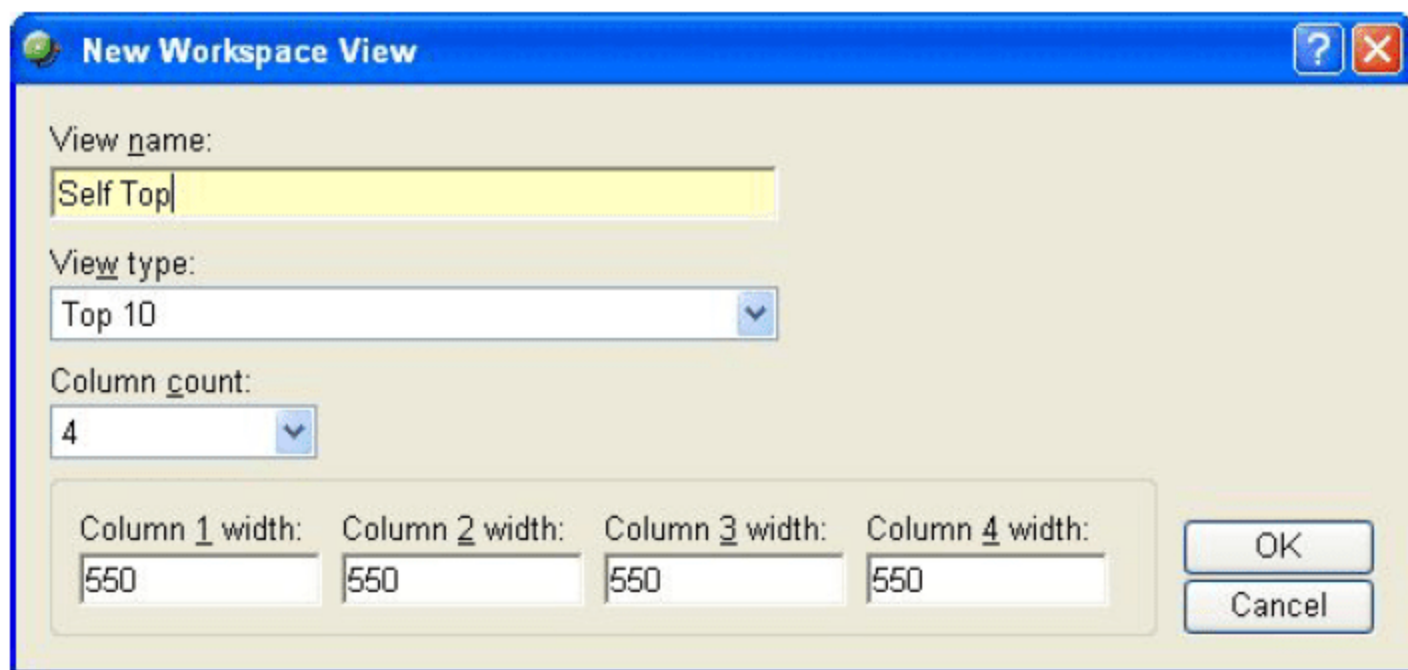 New Workspace View
View name:
Self Top
View type:
Top 10
Column count:
4
Column 1 width: Column 2 width: Column 3 width: Column 4 width:
550 550 550 550
OK
Cancel